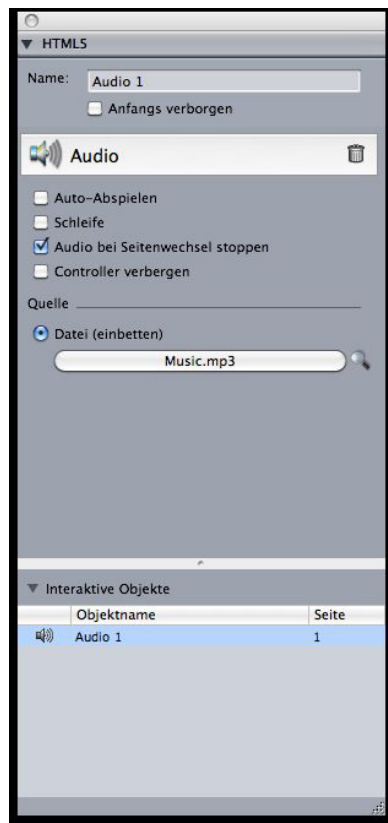 HTML5
Name: Audio 1
Anfangs verborgen
Audio
Auto-Abspielen
Schleife
Audio bei Seitenwechsel stoppen
Controller verbergen
Quelle
Datei (einbetten)
Music.mp3
Interaktive Objekte
Objektname Seite
Audio 1 1